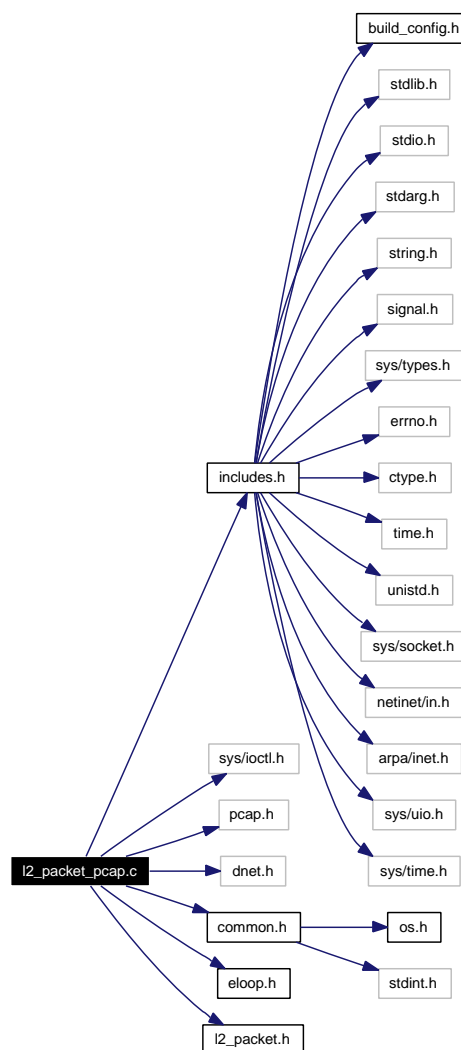 build_config.h
stdlib.h
stdio.h
stdarg.h
string.h
signal.h
sys/types.h
errno.h
includes.h
ctype.h
time.h
unistd.h
sys/socket.h
netinet/in.h
sys/ioctl.h
arpa/inet.h
pcap.h
sys/uio.h
l2_packet_pcap.c
dnet.h
sys/time.h
common.h
os.h
eloop.h
stdint.h
l2_packet.h